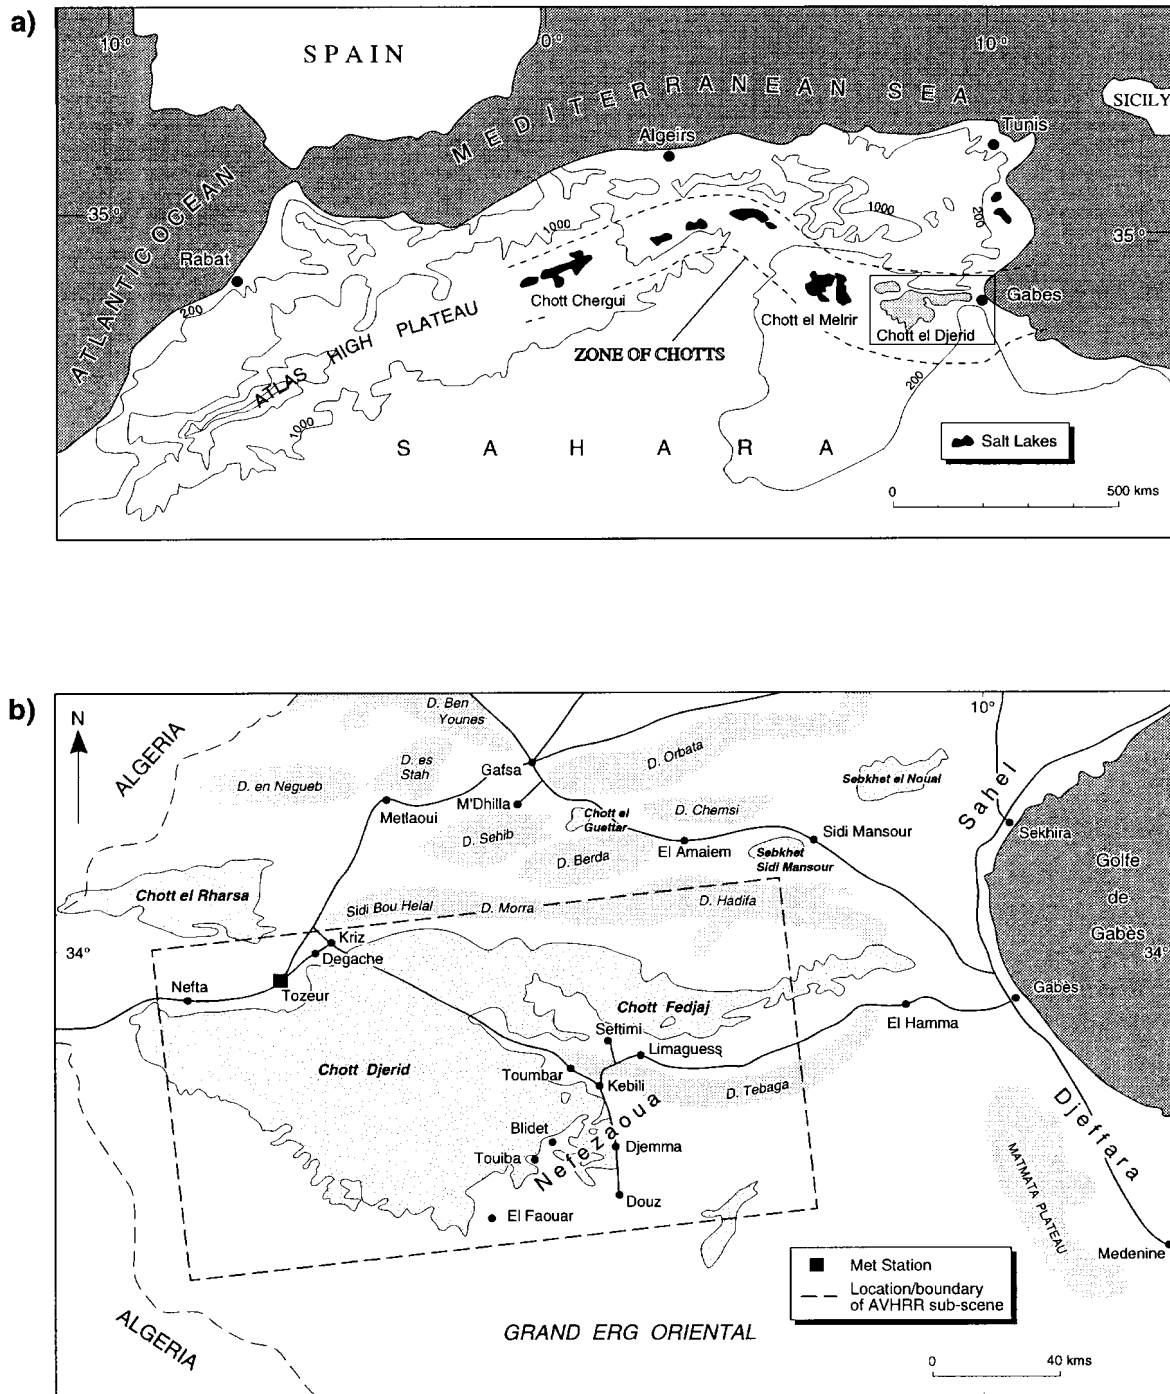 a)
10°
0°
10°
SPAIN
MEDITERRANEAN SEA
SICILY
Algeirs
Tunis
ATLANTIC OCEAN
35°
1000
1000
200
35°
Rabat
200
Chott Chergui
Gabes
Chott el Melrir
Chott el Djerid
ATLAS HIGH PLATEAU
ZONE OF CHOTTS
200
1000
SAHARA
Salt Lakes
0
500 kms
b)
N
ALGERIA
D. Ben
Younes
10°
D. es
Stah
D. Orbata
Gafsa
D. en Negueb
Sebkhet el Noual
Sahel
M'Dhilla
Metlaoui
Chott el
Guettar
D. Chemsi
Sekhira
D. Sehib
Sidi Mansour
El Amaiem
Sebkhet
Sidi Mansour
D. Berda
Golfe
de
Gabès
Chott el Rharsa
Sidi Bou Helal
D. Morra
D. Hadifa
34°
Kriz
Degache
34°
Nefta
Tozeur
Gabès
Chott Fedjaj
El Hamma
Seftimi
Limaguess
Chott Djerid
Toumbar
Kebili
D. Tebaga
Nefezaoua
Djeffara
Blidet
Djemma
Touiba
MATMATA PLATEAU
Douz
El Faouar
Medenine
Met Station
Location/boundary
of AVHRR sub-scene
ALGERIA
GRAND ERG ORIENTAL
0
40 kms